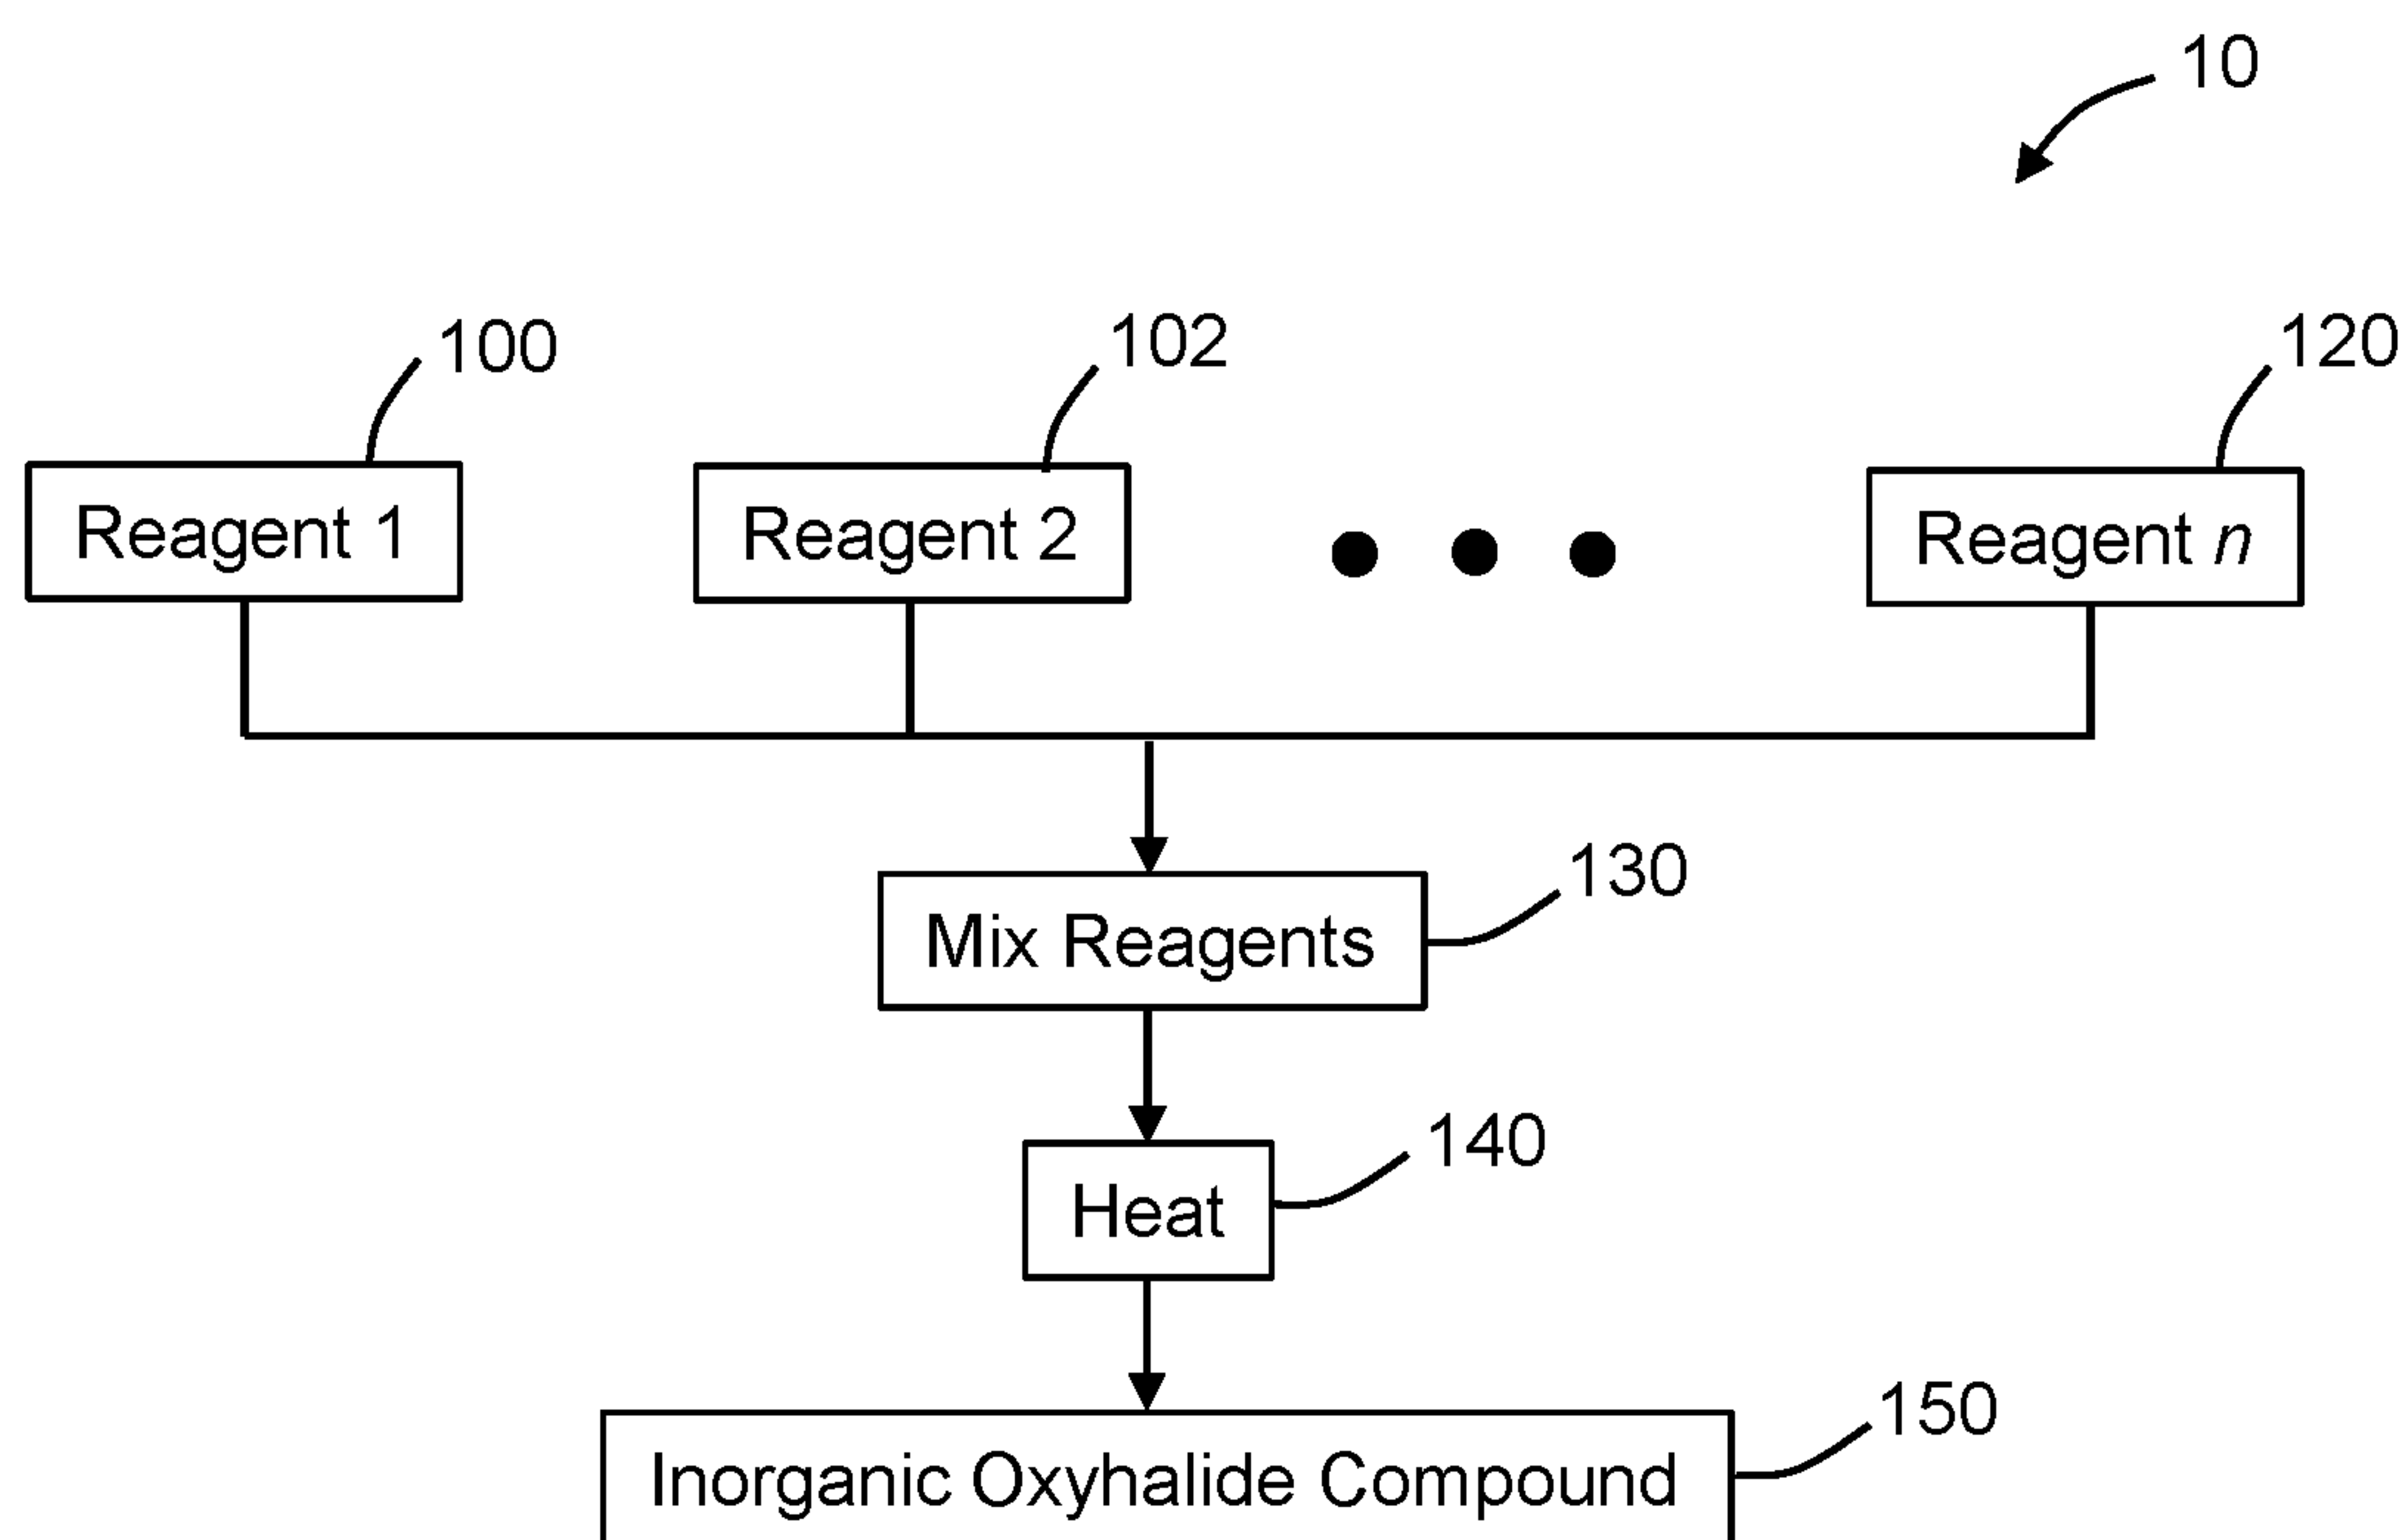 10
100
102
120
Reagent 1
Reagent 2
Reagent n
130
Mix Reagents
140
Heat
150
Inorganic Oxyhalide Compound